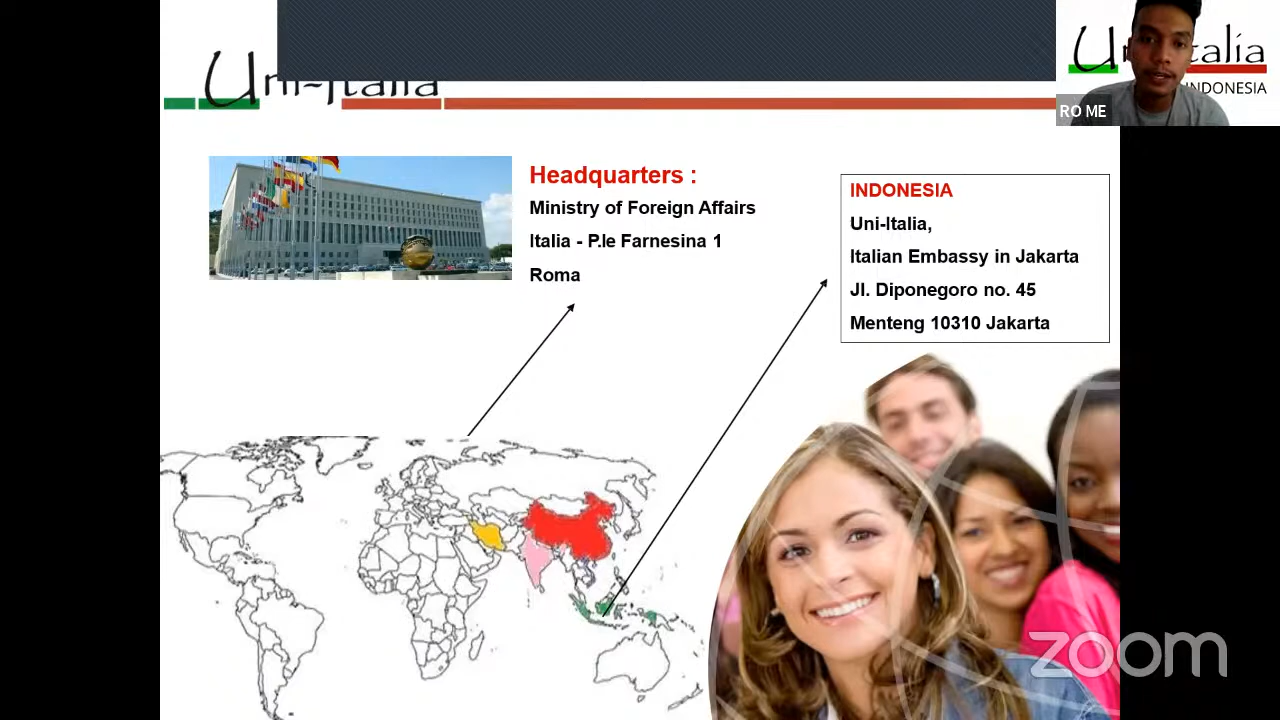 Uni-Italia
Uni-Italia
INDONESIA
RO ME
Headquarters :
Ministry of Foreign Affairs
Italia - P.le Farnesina 1
Roma
INDONESIA
Uni-Italia,
Italian Embassy in Jakarta
Jl. Diponegoro no. 45
Menteng 10310 Jakarta
zoom